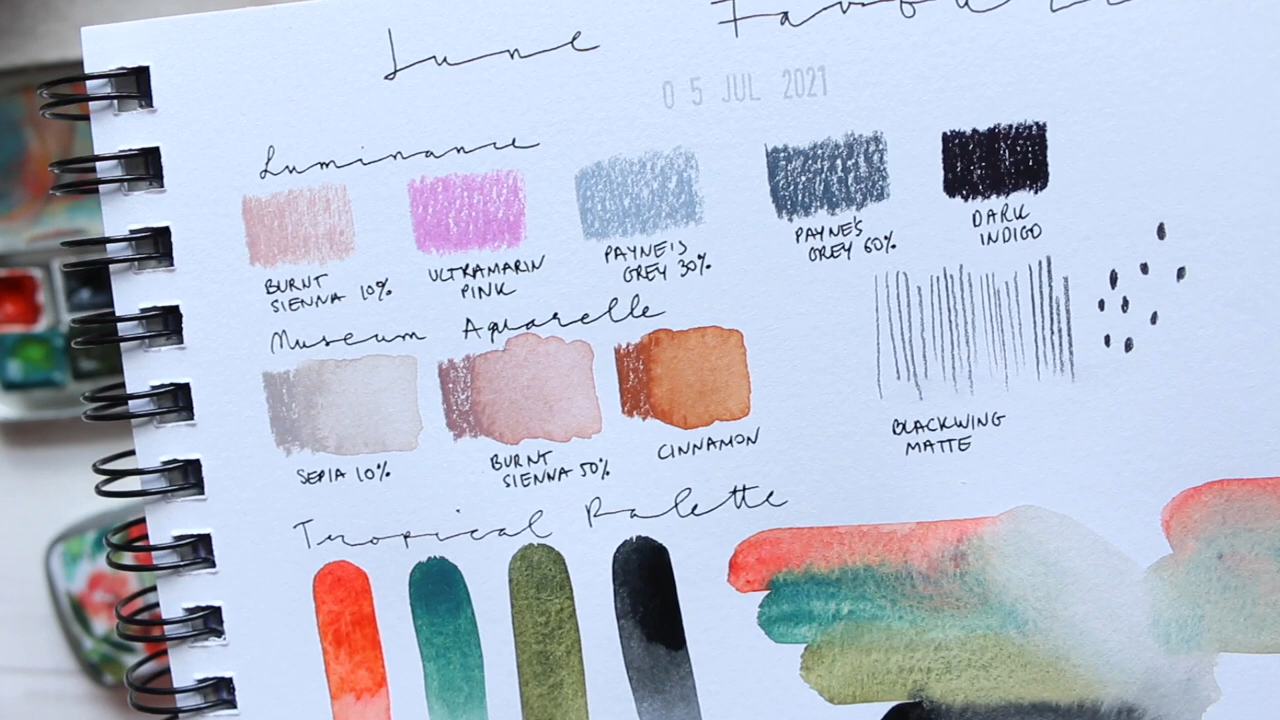 June Favou
05 JUL 2021
Luminance
BURNT
SIENNA 10%
ULTRAMARIN
PINK
PAYNE'S
GREY 30%
PAYNE'S
GREY 60%
DARK
INDIGO
Museum Aquarelle
SEPIA 10%
BURNT
SIENNA 50%
CINNAMON
BLACKWING
MATTE
Tropical Palette